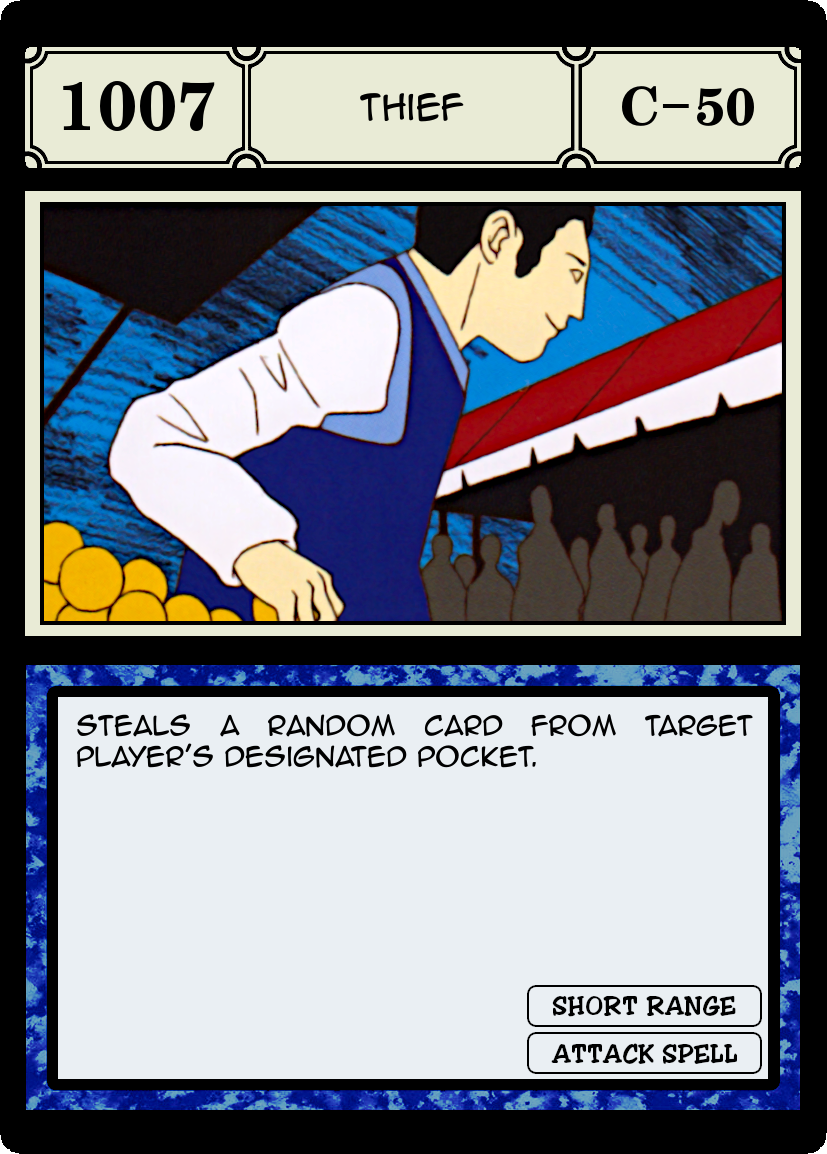 1007
THIEF
C-50
STEALS A RANDOM CARD FROM TARGET
PLAYER'S DESIGNATED POCKET.
SHORT RANGE
ATTACK SPELL